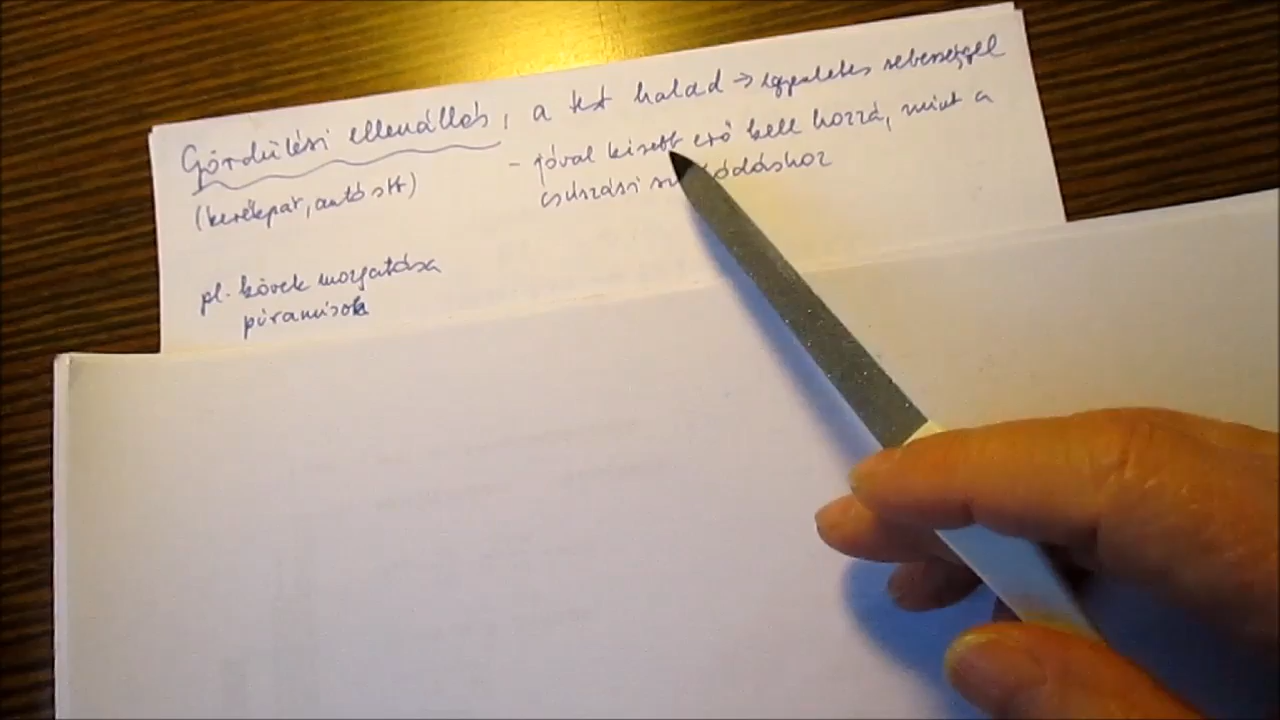 Gördülési ellenállás, a test halad → egyenletes sebességgel
(kerékpár, autó stb)
- jóval kisebb erő kell hozzá, mint a
csúszási
pl. kövek mozgatása
piramisok